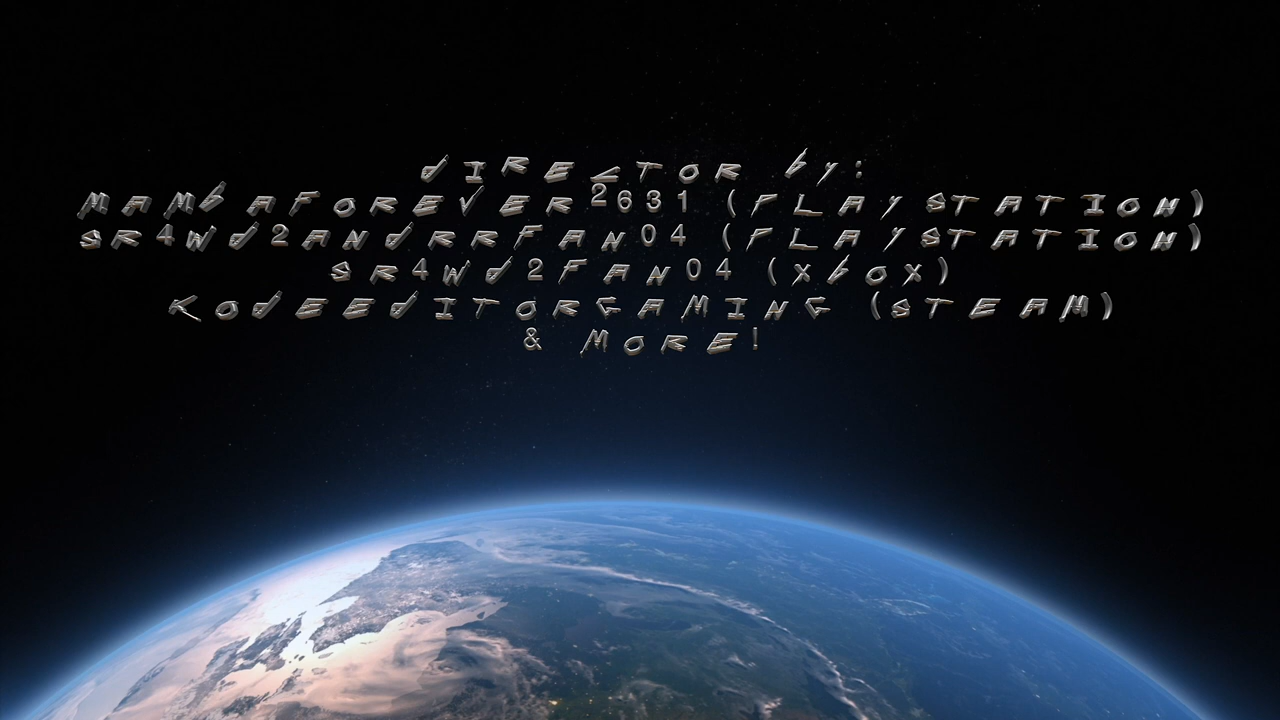 DIRECTOR BY:
MAMBAFOREVER2631 (PLAYSTATION)
SR4WD2ANDRRFAN04 (PLAYSTATION)
SR4WD2FAN04 (XBOX)
KODEEDITORGAMING (STEAM)
& MORE!